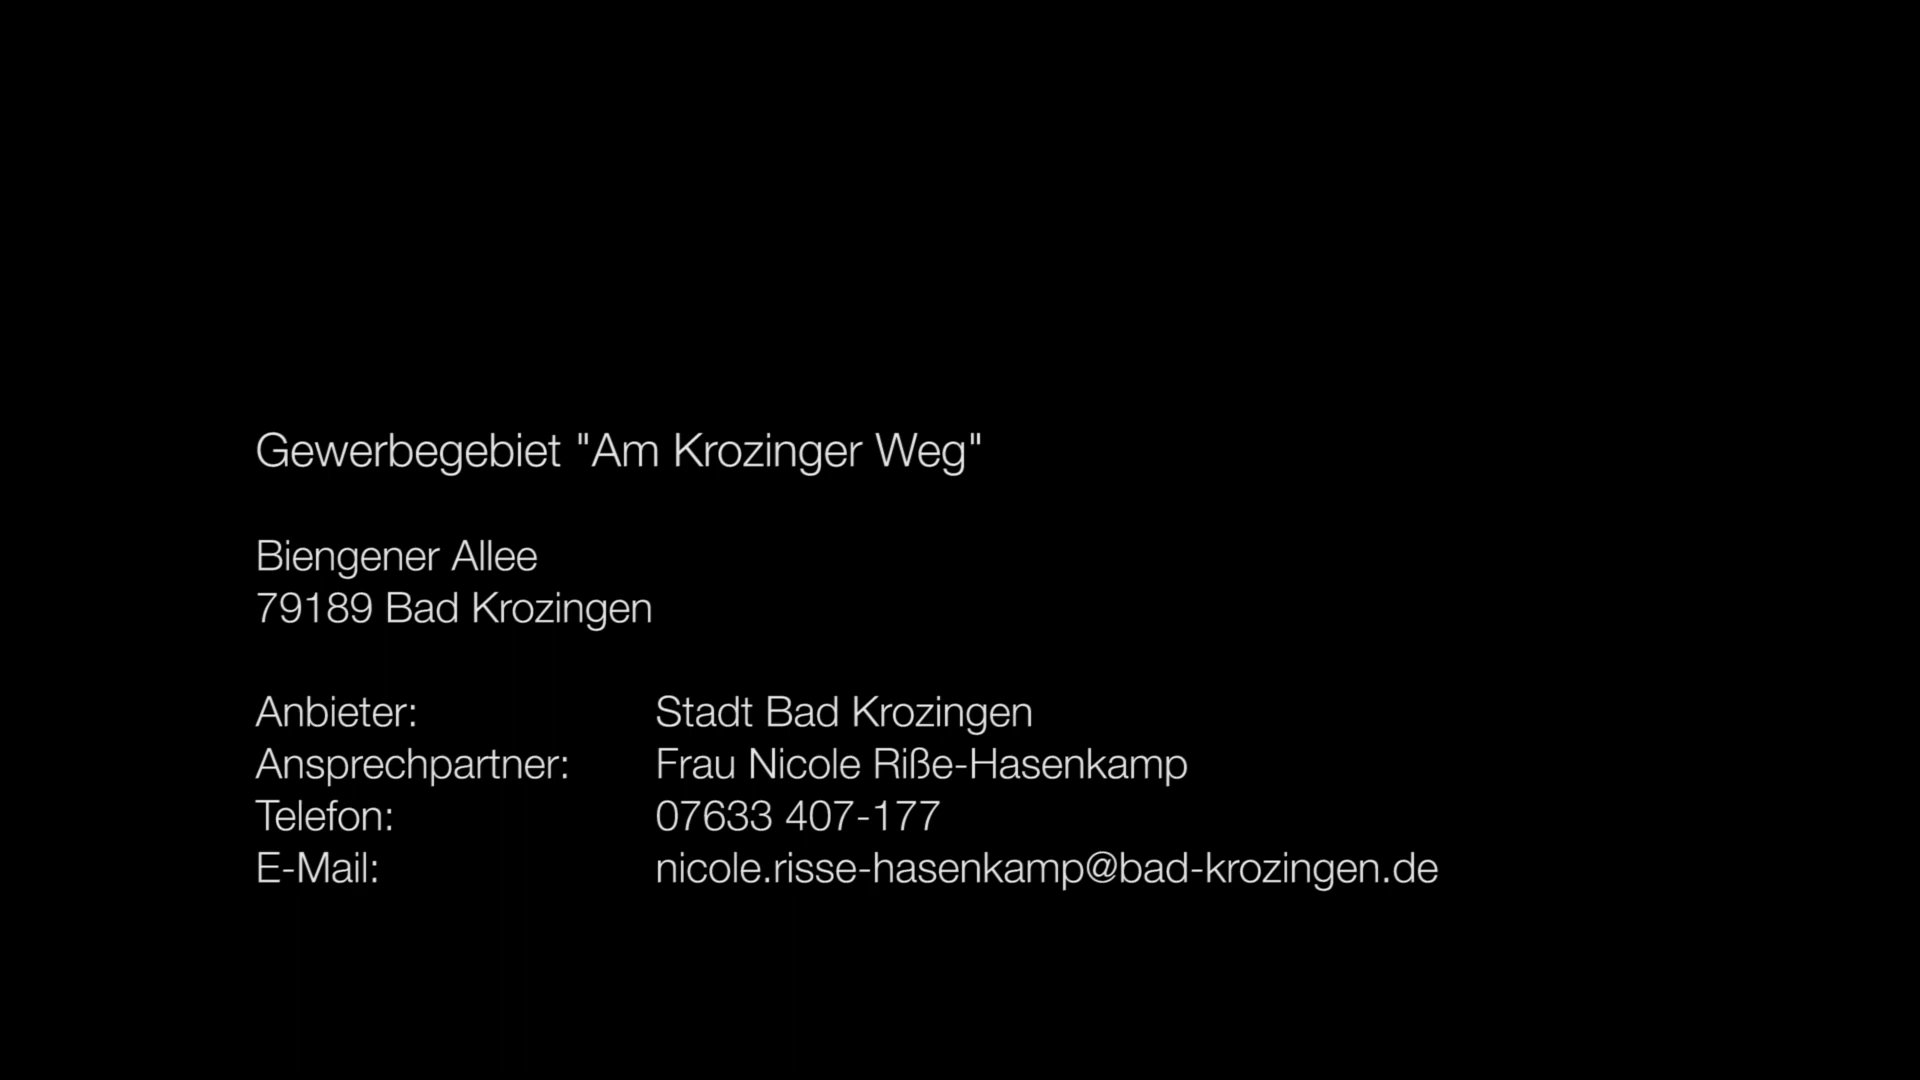 Gewerbegebiet "Am Krozinger Weg"
Biengener Allee
79189 Bad Krozingen
Anbieter: Stadt Bad Krozingen
Ansprechpartner: Frau Nicole Riße-Hasenkamp
Telefon: 07633 407-177
E-Mail: nicole.risse-hasenkamp@bad-krozingen.de